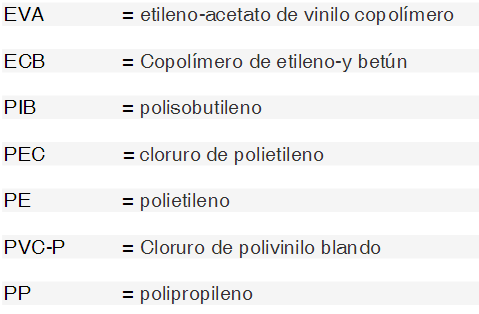 EVA = etileno-acetato de vinilo copolímero
ECB = Copolímero de etileno-y betún
PIB = polisobutileno
PEC = cloruro de polietileno
PE = polietileno
PVC-P = Cloruro de polivinilo blando
PP = polipropileno